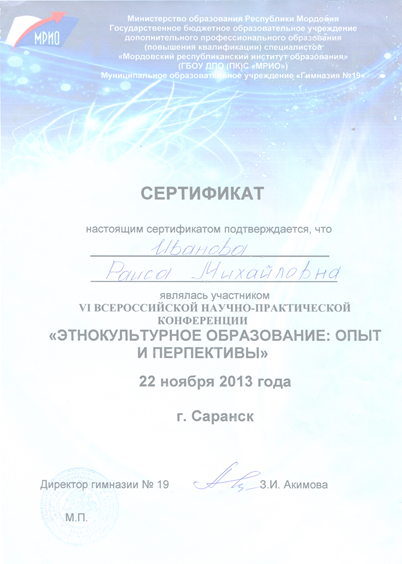 МРИО
Министерство образования Республики Мордовия
Государственное бюджетное образовательное учреждение
дополнительного профессионального образования
(повышения квалификации) специалистов
«Мордовский республиканский институт образования»
(ГБОУ ДПО (ПК)С «МРИО»)
Муниципальное образовательное учреждение «Гимназия №19»
СЕРТИФИКАТ
настоящим сертификатом подтверждается, что
Иванова
Раиса Михайловна
являлась участником
VI ВСЕРОССИЙСКОЙ НАУЧНО-ПРАКТИЧЕСКОЙ
КОНФЕРЕНЦИИ
«ЭТНОКУЛЬТУРНОЕ ОБРАЗОВАНИЕ: ОПЫТ
И ПЕРПЕКТИВЫ»
22 ноября 2013 года
г. Саранск
Директор гимназии № 19 З.И. Акимова
М.П.